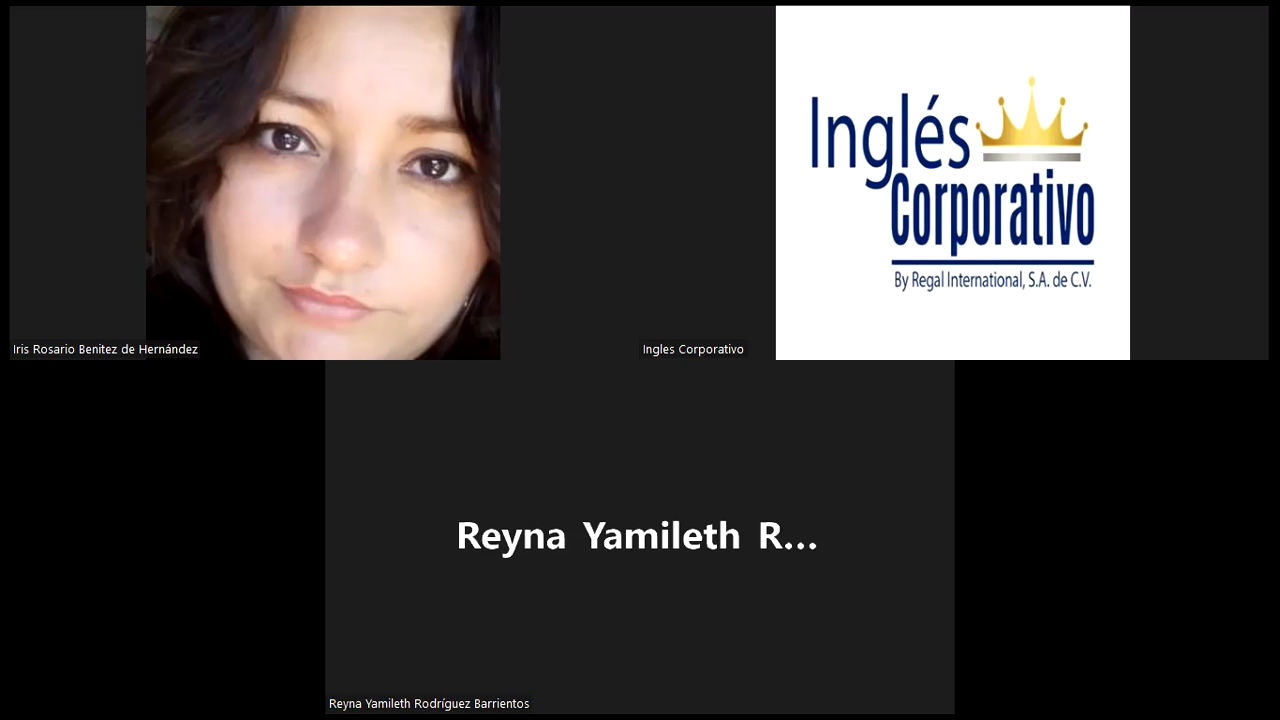 Inglés
Corporativo
By Regal International, S.A. de C.V.
Iris Rosario Benitez de Hernández
Ingles Corporativo
Reyna Yamileth R...
Reyna Yamileth Rodríguez Barrientos